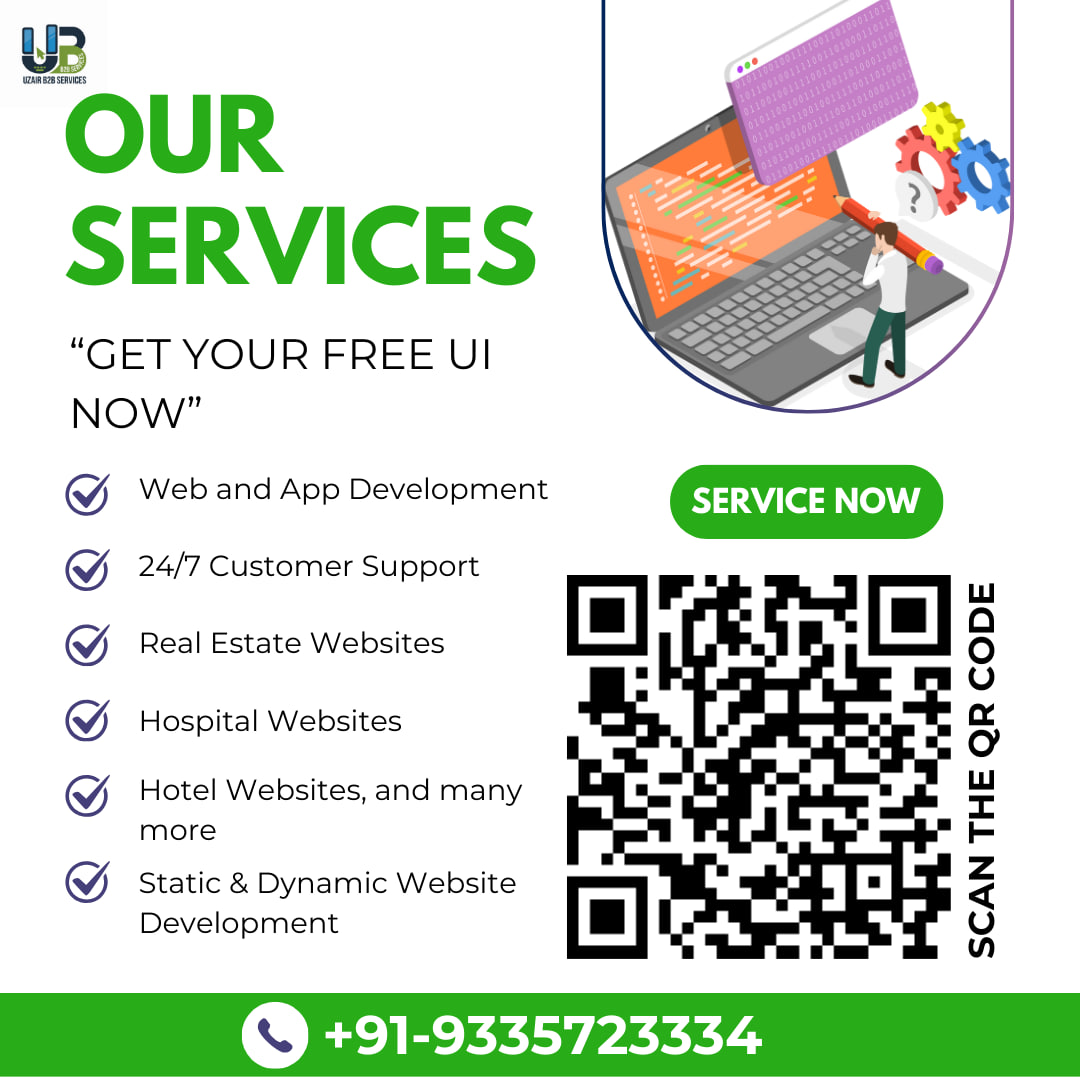 UB
B2B SERVICES
UZAIR B2B SERVICES
OUR
SERVICES
“GET YOUR FREE UI
NOW”
Web and App Development
24/7 Customer Support
Real Estate Websites
Hospital Websites
Hotel Websites, and many
more
Static & Dynamic Website
Development
?
SERVICE NOW
SCAN THE QR CODE
+91-9335723334